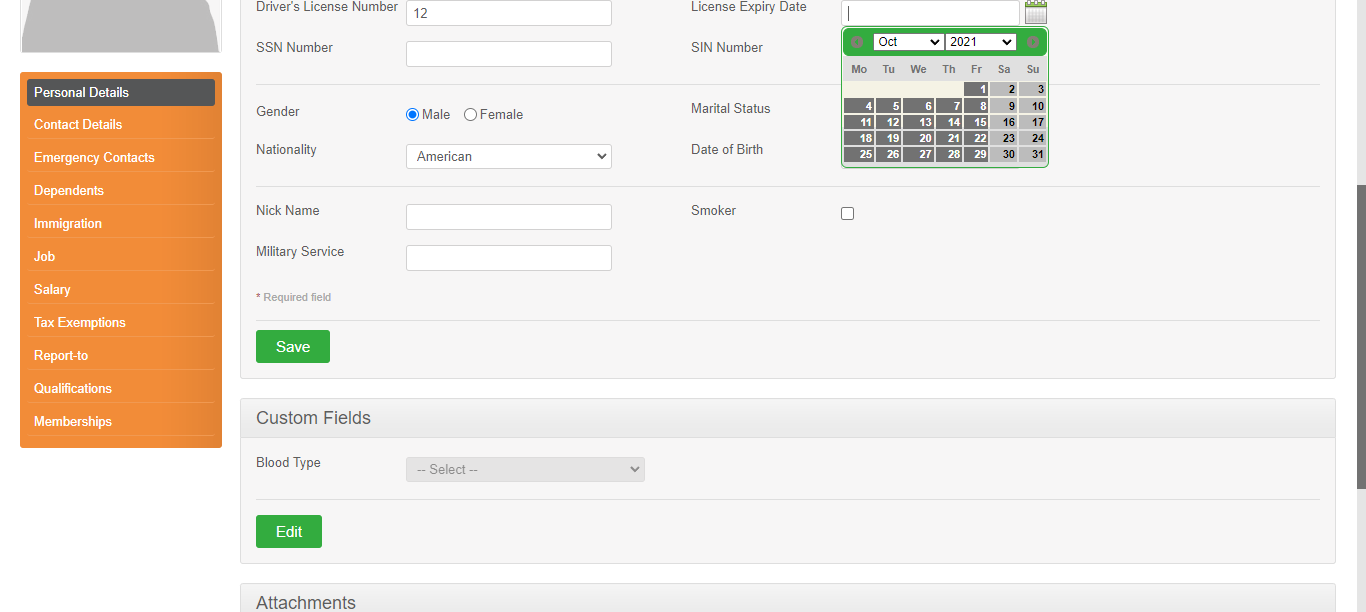 Driver's License Number 12 License Expiry Date
SSN Number SIN Number
Oct 2021
Mo Tu We Th Fr Sa Su
1 2 3
4 5 6 7 8 9 10
11 12 13 14 15 16 17
18 19 20 21 22 23 24
25 26 27 28 29 30 31
Gender Male Female Marital Status
Nationality American Date of Birth
Nick Name Smoker
Military Service
* Required field
Save
Personal Details
Contact Details
Emergency Contacts
Dependents
Immigration
Job
Salary
Tax Exemptions
Report-to
Qualifications
Memberships
Custom Fields
Blood Type -- Select --
Edit
Attachments